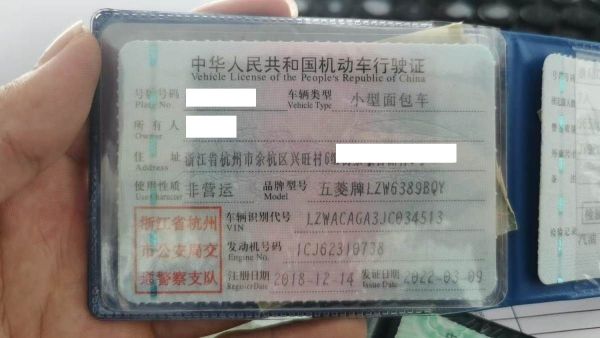 中华人民共和国机动车行驶证
Vehicle License of the People's Republic of China
号牌号码 车辆类型 小型面包车
Plate No. Vehicle Type
所有人
Owner
住址 浙江省杭州市余杭区兴旺村6组
Address
使用性质 非营运 品牌型号 五菱牌LZW6389BQY
Use Character Model
浙江省杭州 车辆识别代号 LZWACAGA3JC034513
VIN
市公安局交 发动机号码 1CJ62310738
Engine No.
通警察支队 注册日期 2018-12-14 发证日期 2022-03-09
Register Date Issue Date
汽油